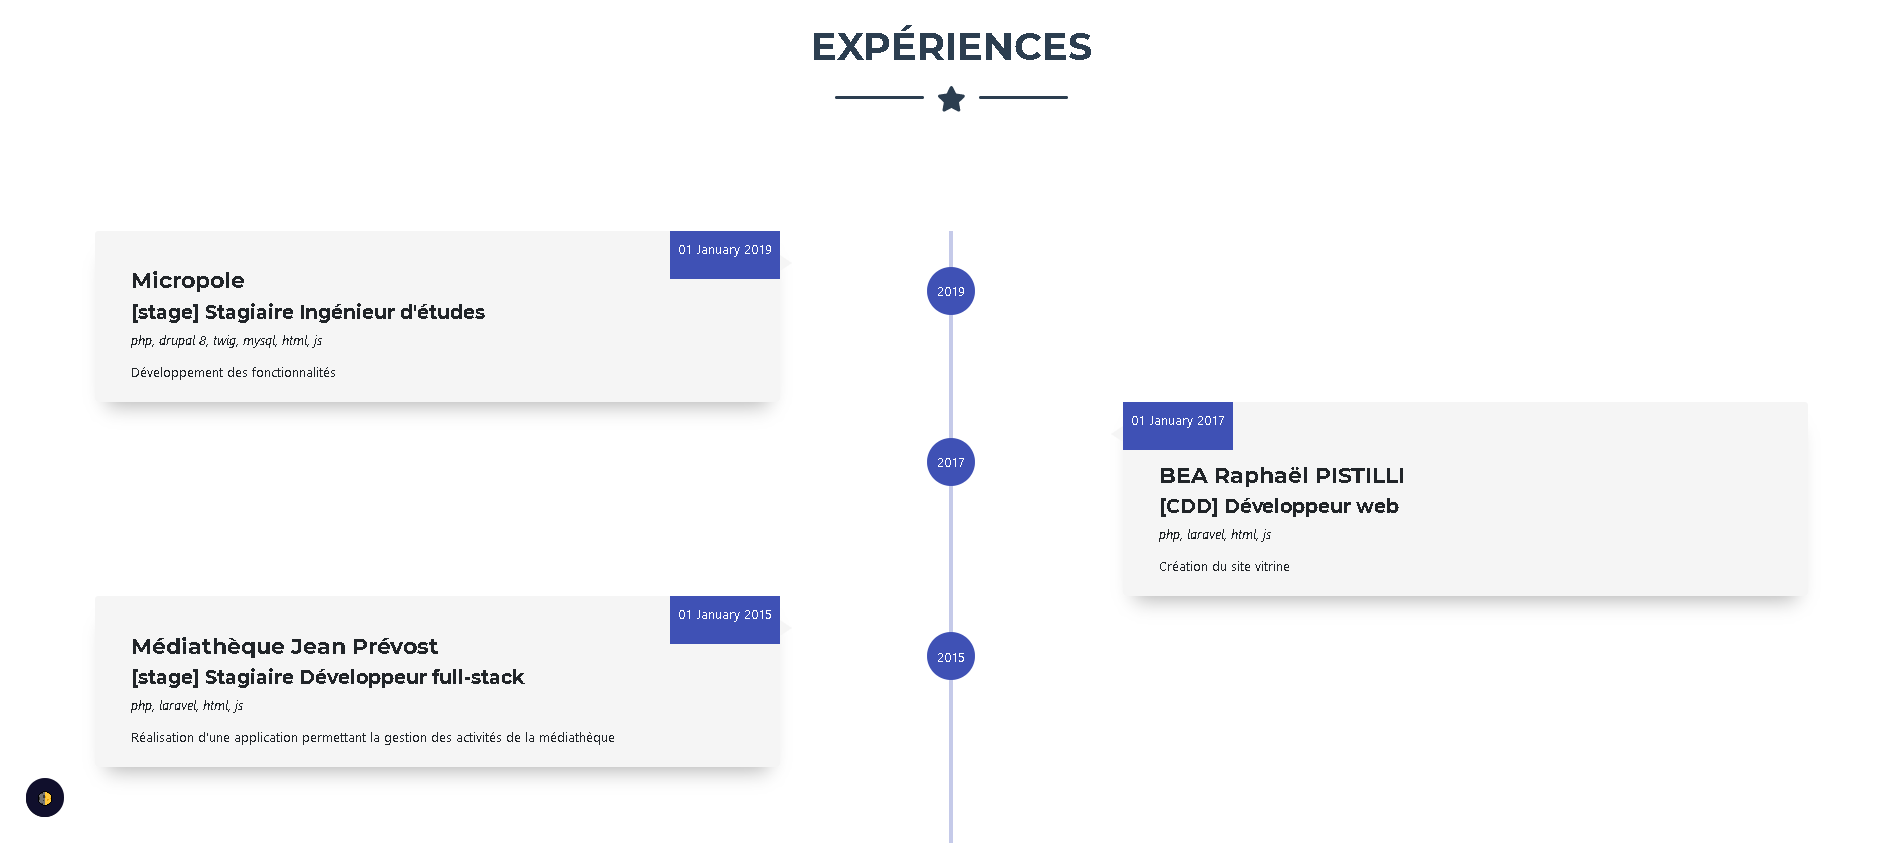 EXPÉRIENCES
01 January 2019
Micropole
[stage] Stagiaire Ingénieur d'études
php, drupal 8, twig, mysql, html, js
Développement des fonctionnalités
2019
01 January 2017
2017
BEA Raphaël PISTILLI
[CDD] Développeur web
php, laravel, html, js
Création du site vitrine
01 January 2015
Médiathèque Jean Prévost
[stage] Stagiaire Développeur full-stack
php, laravel, html, js
Réalisation d'une application permettant la gestion des activités de la médiathèque
2015